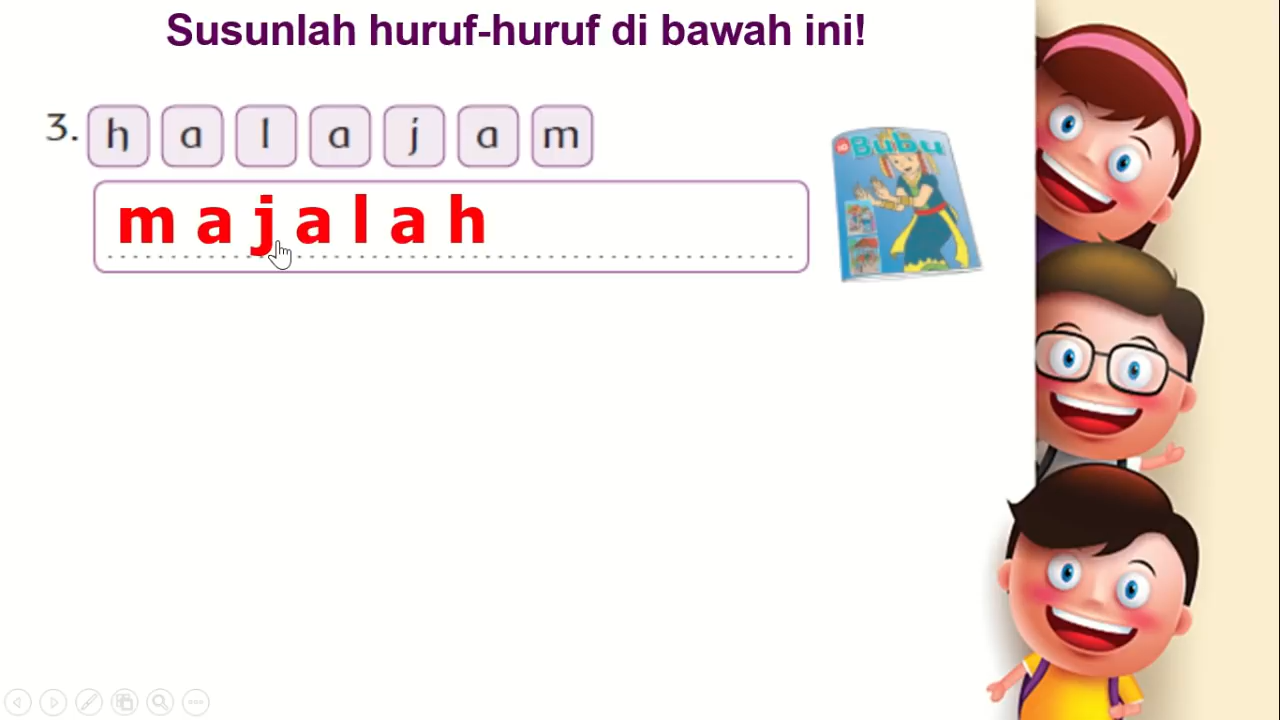 Susunlah huruf-huruf di bawah ini!
3. h a l a j a m
m a j a l a h
Bubu